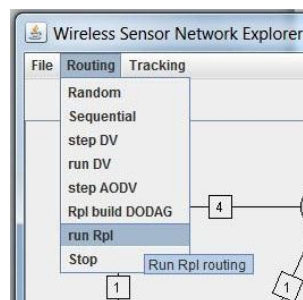 Wireless Sensor Network Explorer
File Routing Tracking
Random
Sequential
step DV
run DV
step AODV
Rpl build DODAG
4
run Rpl
Stop
Run Rpl routing
1
1